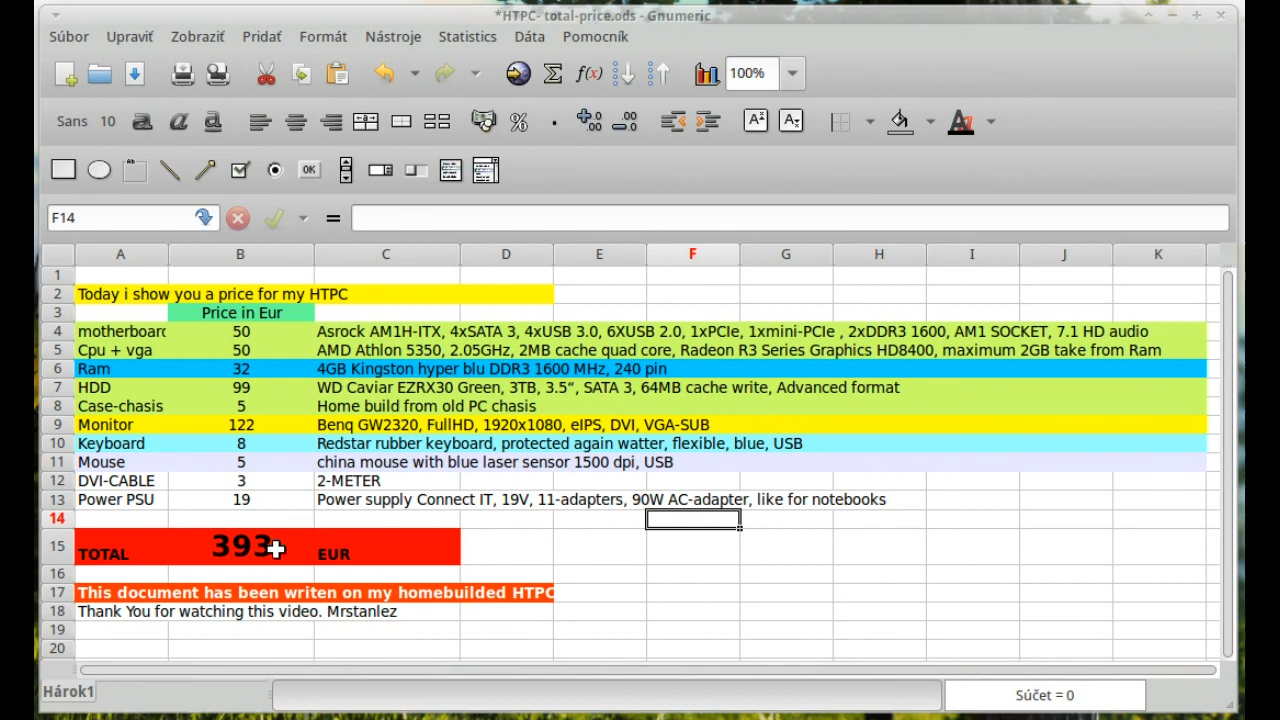 *HTPC- total-price.ods - Gnumeric
Súbor Upraviť Zobraziť Pridať Formát Nástroje Statistics Dáta Pomocník
f(x) 100%
Sans 10 a a a % +.0 .00 .00 A² A₂ A
Ab OK
F14 =
A B C D E F G H I J K
1
2 Today i show you a price for my HTPC
3 Price in Eur
4 motherboard 50 Asrock AM1H-ITX, 4xSATA 3, 4xUSB 3.0, 6XUSB 2.0, 1xPCIe, 1xmini-PCIe , 2xDDR3 1600, AM1 SOCKET, 7.1 HD audio
5 Cpu + vga 50 AMD Athlon 5350, 2.05GHz, 2MB cache quad core, Radeon R3 Series Graphics HD8400, maximum 2GB take from Ram
6 Ram 32 4GB Kingston hyper blu DDR3 1600 MHz, 240 pin
7 HDD 99 WD Caviar EZRX30 Green, 3TB, 3.5“, SATA 3, 64MB cache write, Advanced format
8 Case-chasis 5 Home build from old PC chasis
9 Monitor 122 Benq GW2320, FullHD, 1920x1080, eIPS, DVI, VGA-SUB
10 Keyboard 8 Redstar rubber keyboard, protected again watter, flexible, blue, USB
11 Mouse 5 china mouse with blue laser sensor 1500 dpi, USB
12 DVI-CABLE 3 2-METER
13 Power PSU 19 Power supply Connect IT, 19V, 11-adapters, 90W AC-adapter, like for notebooks
14
15 TOTAL 393 EUR
16
17 This document has been writen on my homebuilded HTPC
18 Thank You for watching this video. Mrstanlez
19
20
Hárok1 Súčet = 0